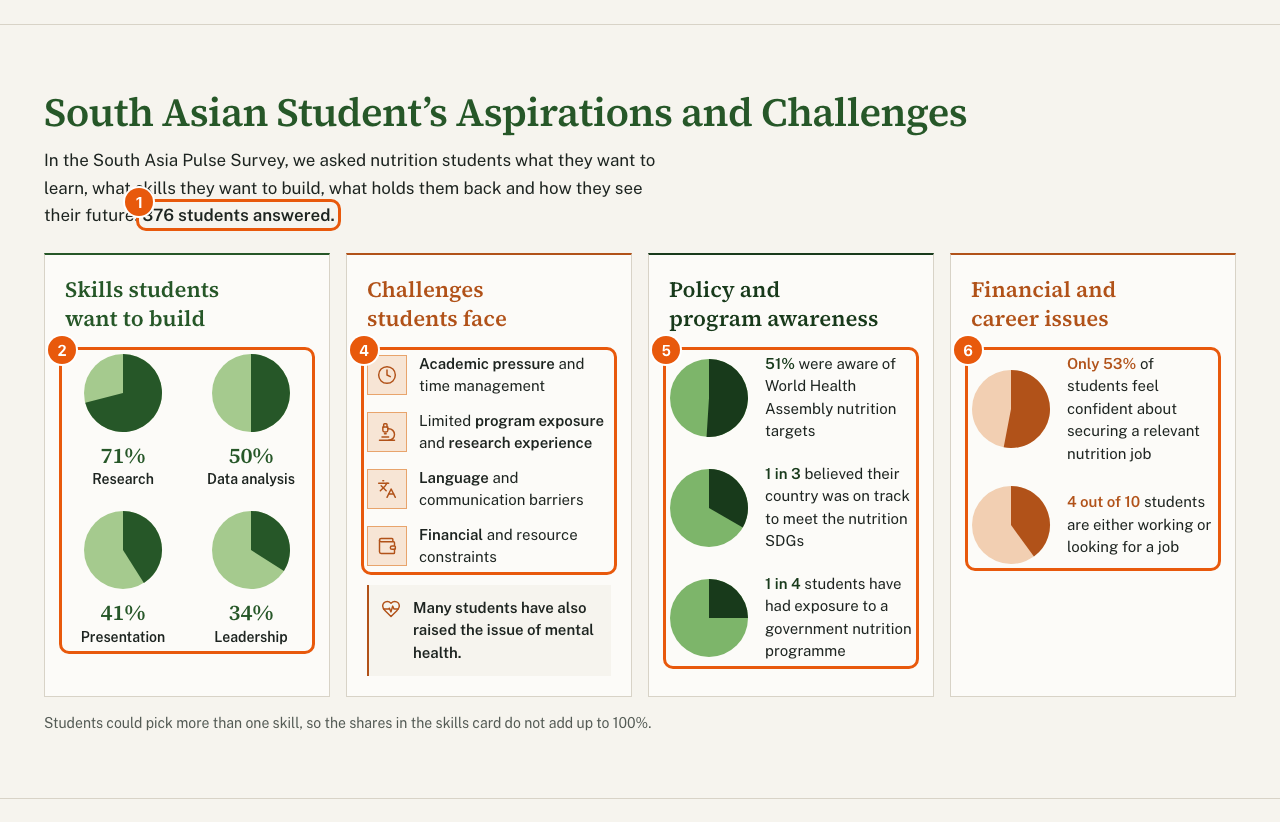 South Asian Student’s Aspirations and Challenges
In the South Asia Pulse Survey, we asked nutrition students what they want to
learn, what skills they want to build, what holds them back and how they see
their future. 376 students answered.
1
Skills students
want to build
2
71%
Research
50%
Data analysis
41%
Presentation
34%
Leadership
Challenges
students face
4
Academic pressure and
time management
Limited program exposure
and research experience
Language and
communication barriers
Financial and resource
constraints
Many students have also
raised the issue of mental
health.
Policy and
program awareness
5
51% were aware of
World Health
Assembly nutrition
targets
1 in 3 believed their
country was on track
to meet the nutrition
SDGs
1 in 4 students have
had exposure to a
government nutrition
programme
Financial and
career issues
6
Only 53% of
students feel
confident about
securing a relevant
nutrition job
4 out of 10 students
are either working or
looking for a job
Students could pick more than one skill, so the shares in the skills card do not add up to 100%.